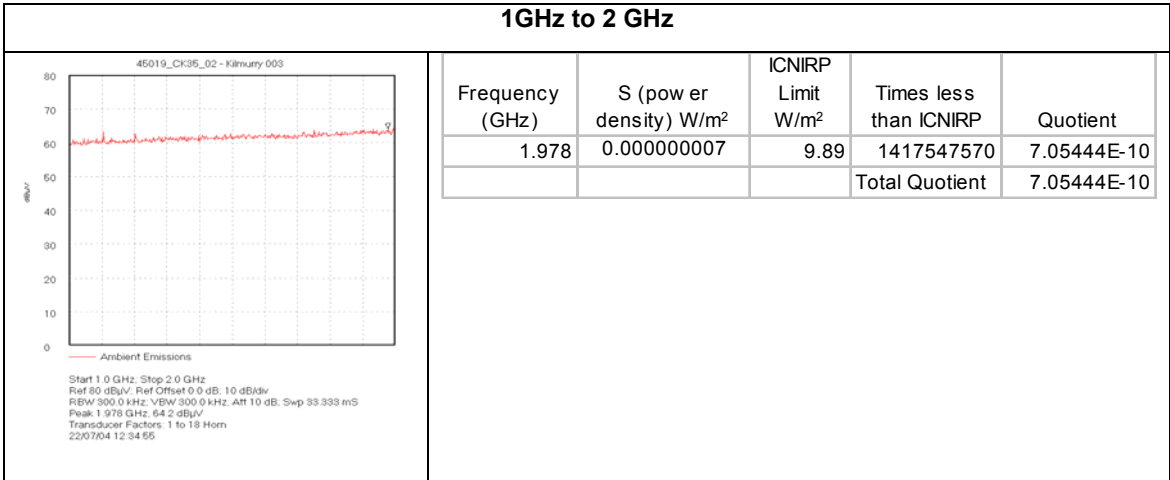 1GHz to 2 GHz
45019_CK35_02 - Kilmurry 003
80
70
60
50
40
30
20
10
0
dBµV
Ambient Emissions
Start 1.0 GHz; Stop 2.0 GHz
Ref 80 dBµV; Ref Offset 0.0 dB; 10 dB/div
RBW 300.0 kHz; VBW 300.0 kHz; Att 10 dB; Swp 33.333 mS
Peak 1.978 GHz, 64.2 dBµV
Transducer Factors: 1 to 18 Horn
22/07/04 12:34:55
Frequency (GHz)
S (pow er density) W/m²
ICNIRP Limit W/m²
Times less than ICNIRP
Quotient
1.978 0.000000007 9.89 1417547570 7.05444E-10
Total Quotient 7.05444E-10